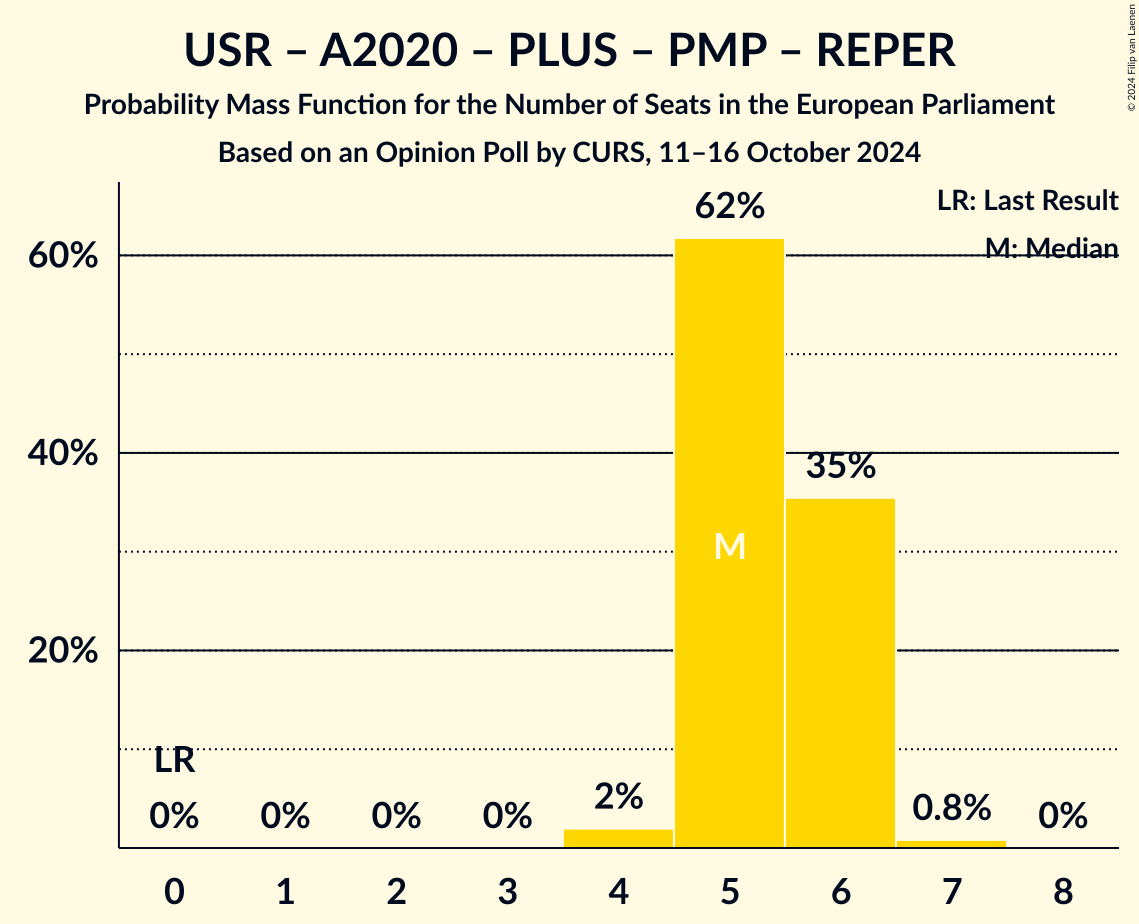 USR – A2020 – PLUS – PMP – REPER
Probability Mass Function for the Number of Seats in the European Parliament
Based on an Opinion Poll by CURS, 11–16 October 2024
© 2024 Filip van Laenen
LR: Last Result
M: Median
62%
60%
40%
35%
M
20%
LR
0% 0% 0% 0% 2% 0.8% 0%
0 1 2 3 4 5 6 7 8